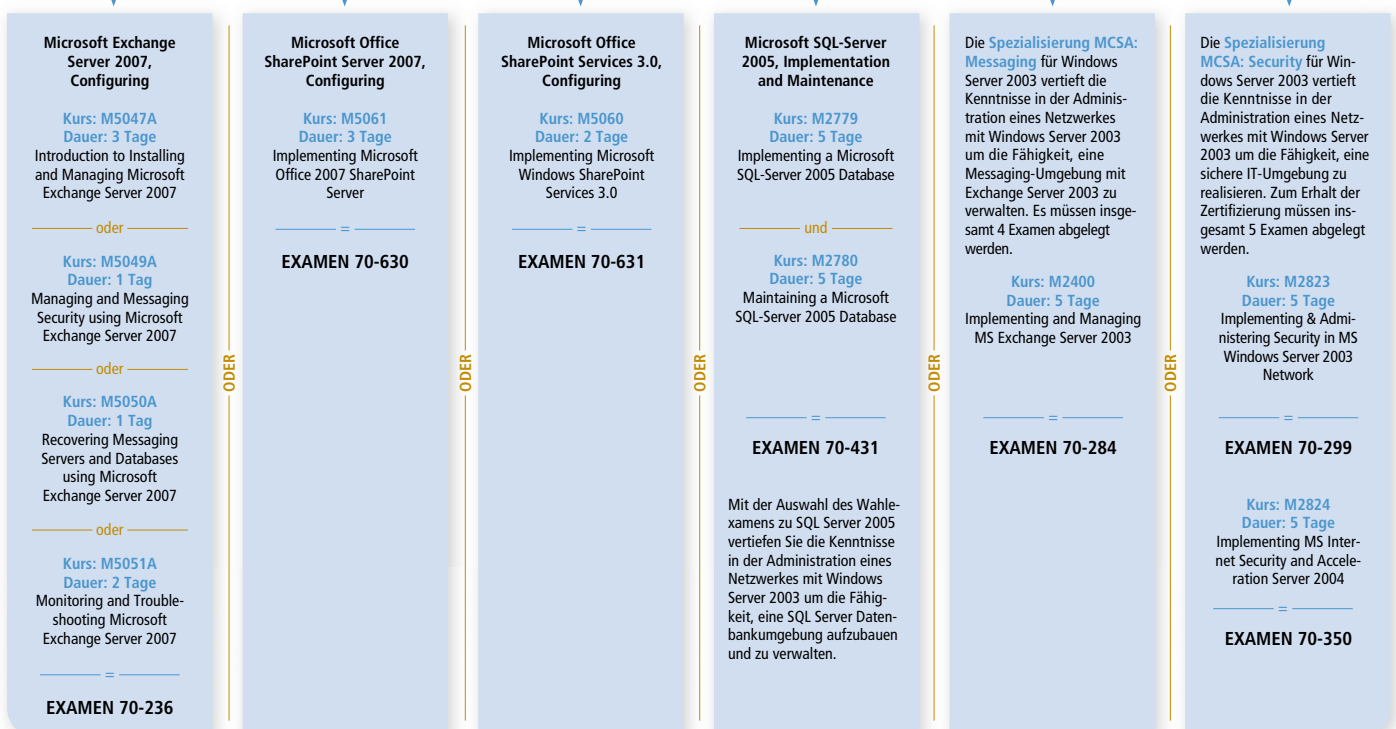 Microsoft Exchange
Server 2007,
Configuring
Kurs: M5047A
Dauer: 3 Tage
Introduction to Installing
and Managing Microsoft
Exchange Server 2007
oder
Kurs: M5049A
Dauer: 1 Tag
Managing and Messaging
Security using Microsoft
Exchange Server 2007
oder
Kurs: M5050A
Dauer: 1 Tag
Recovering Messaging
Servers and Databases
using Microsoft
Exchange Server 2007
oder
Kurs: M5051A
Dauer: 2 Tage
Monitoring and Trouble-
shooting Microsoft
Exchange Server 2007
=
EXAMEN 70-236
ODER
Microsoft Office
SharePoint Server 2007,
Configuring
Kurs: M5061
Dauer: 3 Tage
Implementing Microsoft
Office 2007 SharePoint
Server
=
EXAMEN 70-630
ODER
Microsoft Office
SharePoint Services 3.0,
Configuring
Kurs: M5060
Dauer: 2 Tage
Implementing Microsoft
Windows SharePoint
Services 3.0
=
EXAMEN 70-631
ODER
Microsoft SQL-Server
2005, Implementation
and Maintenance
Kurs: M2779
Dauer: 5 Tage
Implementing a Microsoft
SQL-Server 2005 Database
und
Kurs: M2780
Dauer: 5 Tage
Maintaining a Microsoft
SQL-Server 2005 Database
=
EXAMEN 70-431
Mit der Auswahl des Wahle-
xamens zu SQL Server 2005
vertiefen Sie die Kenntnisse
in der Administration eines
Netzwerkes mit Windows
Server 2003 um die Fähig-
keit, eine SQL Server Daten-
bankumgebung aufzubauen
und zu verwalten.
ODER
Die Spezialisierung MCSA:
Messaging für Windows
Server 2003 vertieft die
Kenntnisse in der Adminis-
tration eines Netzwerkes
mit Windows Server 2003
um die Fähigkeit, eine
Messaging-Umgebung mit
Exchange Server 2003 zu
verwalten. Es müssen insge-
samt 4 Examen abgelegt
werden.
Kurs: M2400
Dauer: 5 Tage
Implementing and Managing
MS Exchange Server 2003
=
EXAMEN 70-284
ODER
Die Spezialisierung
MCSA: Security für Win-
dows Server 2003 vertieft
die Kenntnisse in der
Administration eines Netz-
werkes mit Windows Server
2003 um die Fähigkeit, eine
sichere IT-Umgebung zu
realisieren. Zum Erhalt der
Zertifizierung müssen ins-
gesamt 5 Examen abgelegt
werden.
Kurs: M2823
Dauer: 5 Tage
Implementing & Admi-
nistering Security in MS
Windows Server 2003
Network
=
EXAMEN 70-299
Kurs: M2824
Dauer: 5 Tage
Implementing MS Inter-
net Security and Accele-
ration Server 2004
=
EXAMEN 70-350